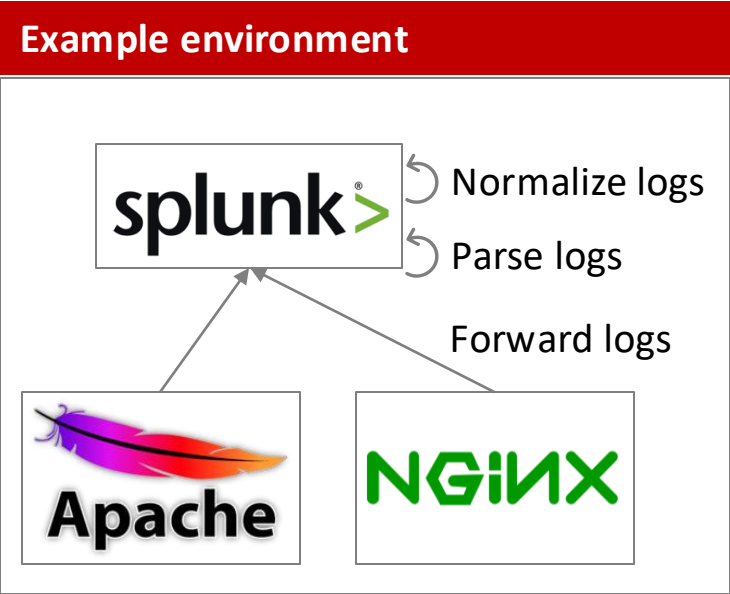 Example environment
splunk>®
Normalize logs
Parse logs
Forward logs
Apache
NGiNX